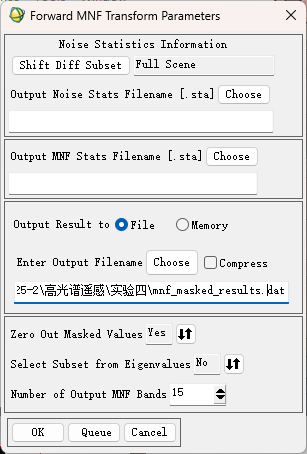 Forward MNF Transform Parameters
Noise Statistics Information
Shift Diff Subset Full Scene
Output Noise Stats Filename [.sta] Choose
Output MNF Stats Filename [.sta] Choose
Output Result to File Memory
Enter Output Filename Choose Compress
25-2\高光谱遥感\实验四\mnf_masked_results.dat
Zero Out Masked Values Yes
Select Subset from Eigenvalues No
Number of Output MNF Bands 15
OK Queue Cancel